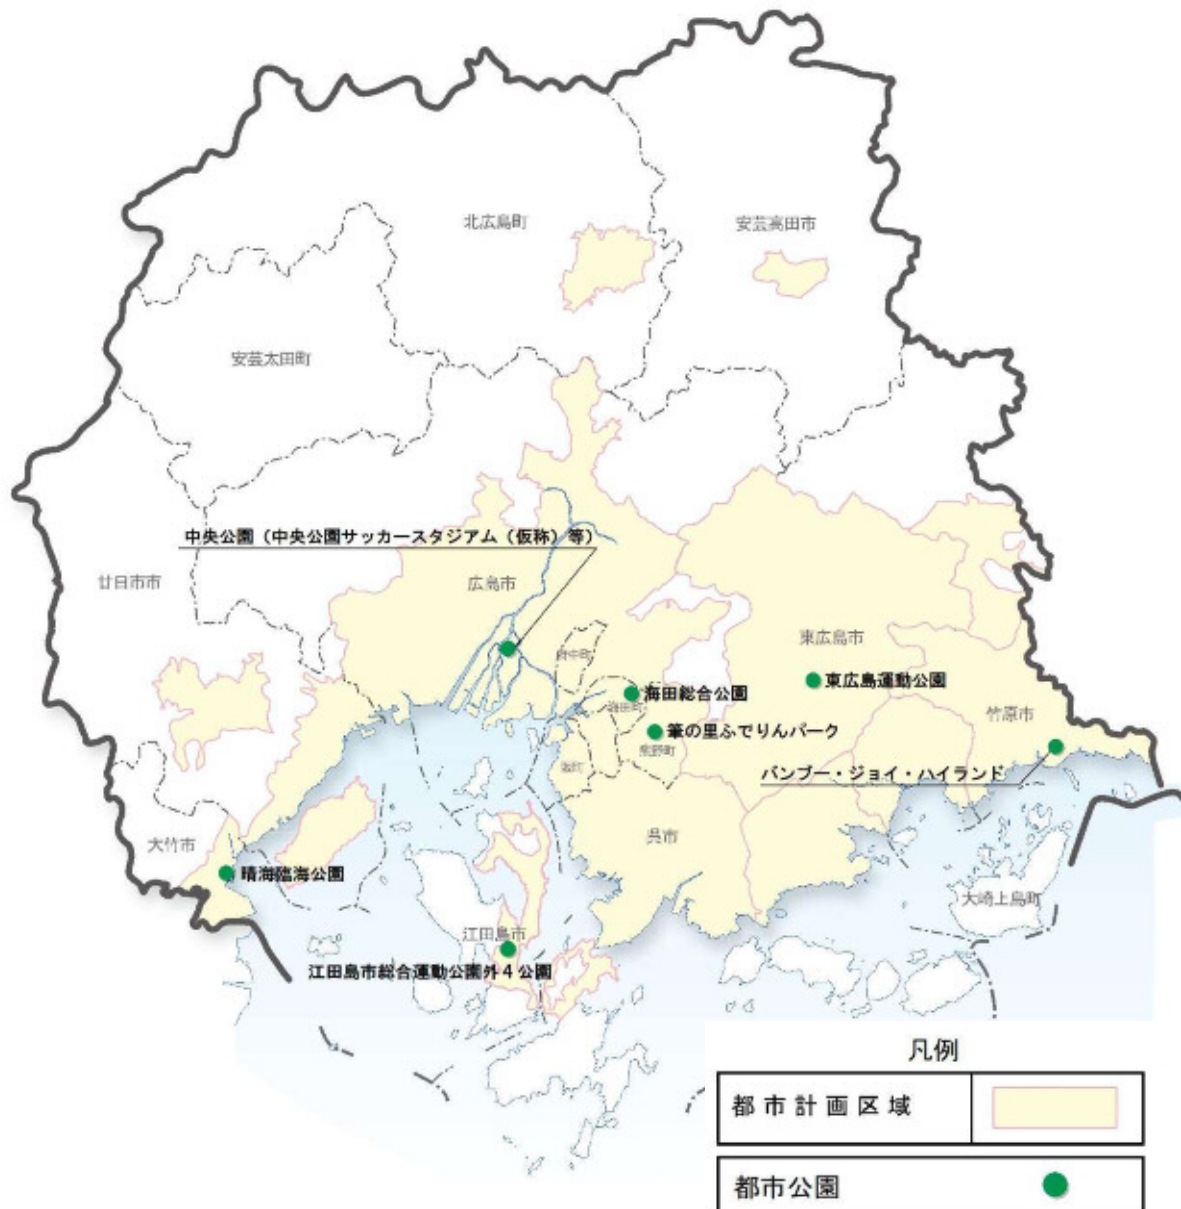 北広島町
安芸高田市
安芸太田町
中央公園（中央公園サッカースタジアム（仮称）等）
廿日市市
広島市
府中町
東広島市
海田総合公園
東広島運動公園
海田町
竹原市
筆の里ふでりんパーク
熊野町
坂町
バンブー・ジョイ・ハイランド
呉市
大竹市
晴海臨海公園
大崎上島町
江田島市
江田島市総合運動公園外４公園
凡例
都市計画区域
都市公園